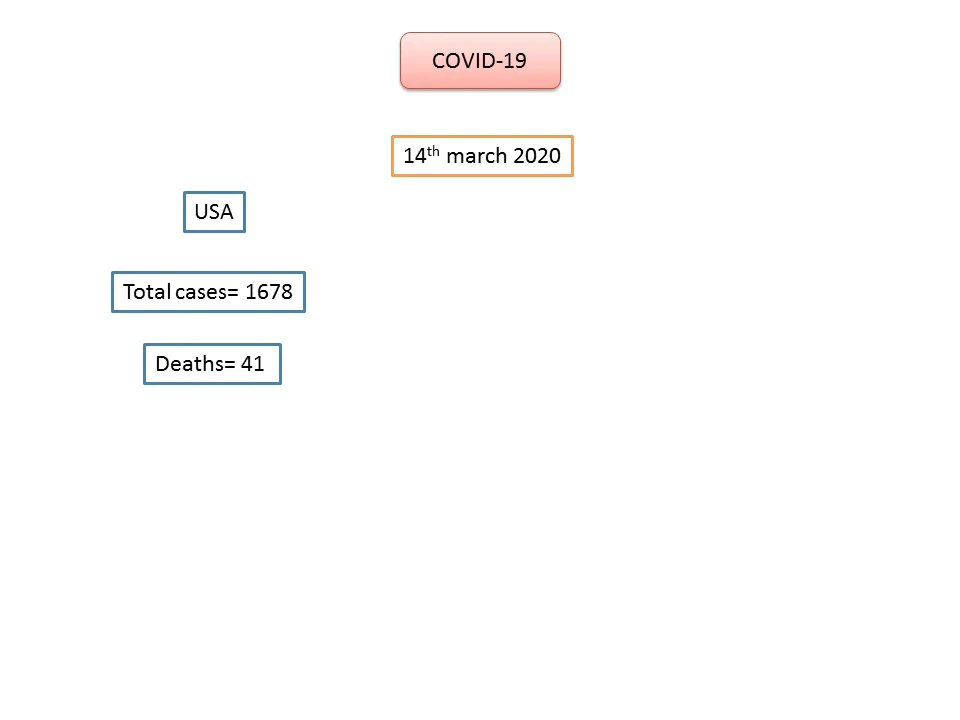 COVID-19
14th march 2020
USA
Total cases= 1678
Deaths= 41